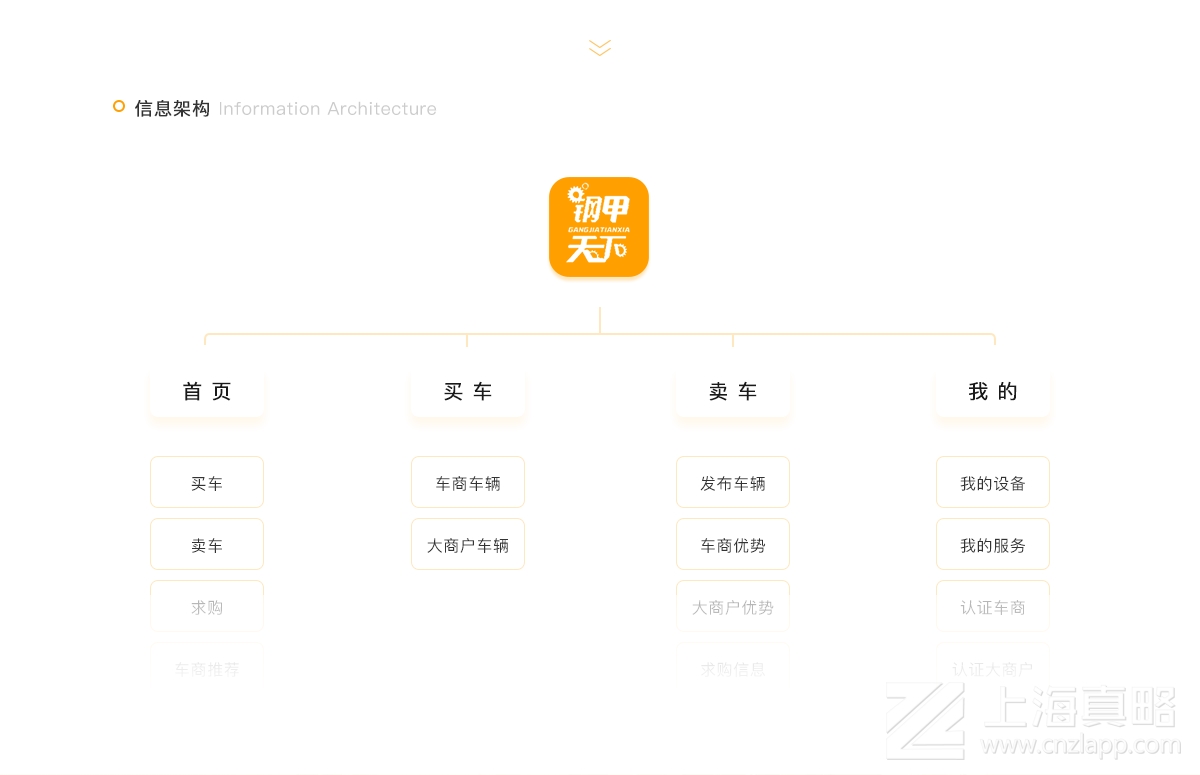 信息架构 Information Architecture
钢甲
GANGJIATIANXIA
天下
首页 买车 卖车 我的
买车 车商车辆 发布车辆 我的设备
卖车 大商户车辆 车商优势 我的服务
求购 大商户优势 认证车商
车商推荐 求购信息 认证大商户
上海真略
www.cnzlapp.com